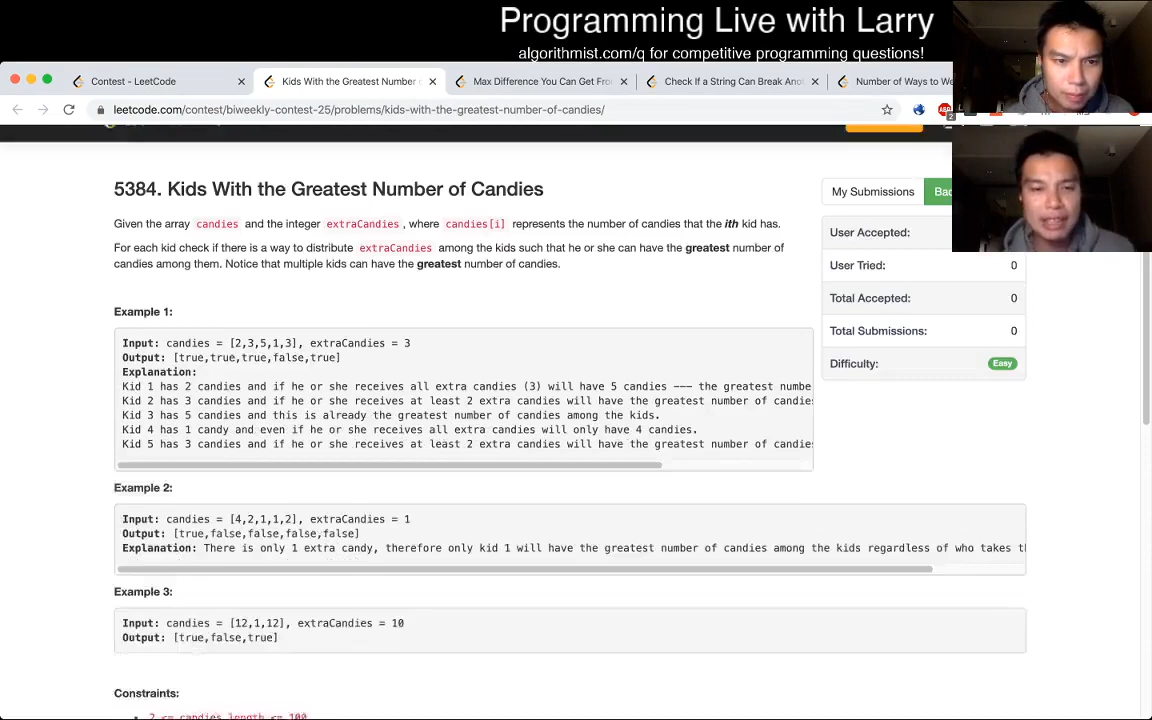 Programming Live with Larry
algorithmist.com/q for competitive programming questions!
Contest - LeetCode
Kids With the Greatest Number
Max Difference You Can Get Fro
Check If a String Can Break Ano
Number of Ways to We
leetcode.com/contest/biweekly-contest-25/problems/kids-with-the-greatest-number-of-candies/
5384. Kids With the Greatest Number of Candies
My Submissions
Bac
Given the array candies and the integer extraCandies, where candies[i] represents the number of candies that the ith kid has.
For each kid check if there is a way to distribute extraCandies among the kids such that he or she can have the greatest number of
candies among them. Notice that multiple kids can have the greatest number of candies.
User Accepted:
User Tried: 0
Total Accepted: 0
Total Submissions: 0
Difficulty: Easy
Example 1:
Input: candies = [2,3,5,1,3], extraCandies = 3
Output: [true,true,true,false,true]
Explanation:
Kid 1 has 2 candies and if he or she receives all extra candies (3) will have 5 candies --- the greatest numbe
Kid 2 has 3 candies and if he or she receives at least 2 extra candies will have the greatest number of candie
Kid 3 has 5 candies and this is already the greatest number of candies among the kids.
Kid 4 has 1 candy and even if he or she receives all extra candies will only have 4 candies.
Kid 5 has 3 candies and if he or she receives at least 2 extra candies will have the greatest number of candie
Example 2:
Input: candies = [4,2,1,1,2], extraCandies = 1
Output: [true,false,false,false,false]
Explanation: There is only 1 extra candy, therefore only kid 1 will have the greatest number of candies among the kids regardless of who takes t
Example 3:
Input: candies = [12,1,12], extraCandies = 10
Output: [true,false,true]
Constraints:
2 <= candies.length <= 100